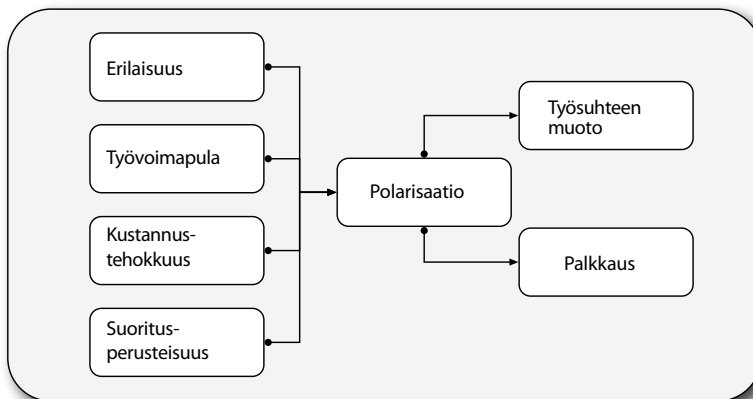 Erilaisuus
Työvoimapula
Kustannus-
tehokkuus
Suoritus-
perusteisuus
Polarisaatio
Työsuhteen
muoto
Palkkaus